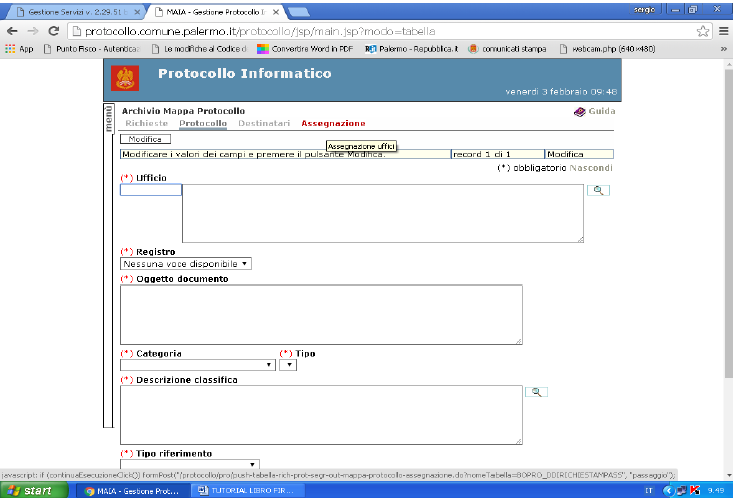 Gestione Servizi v. 2.29.51
MAIA - Gestione Protocollo I
sergio
protocollo.comune.palermo.it/protocollo/jsp/main.jsp?modo=tabella
App
Punto Fisco - Autentica
Le modifiche al Codice d
Convertire Word in PDF
Palermo - Repubblica.it
comunicati stampa
webcam.php (640×480)
»
Protocollo Informatico
venerdì 3 febbraio 09:48
menù
Archivio Mappa Protocollo
Guida
Richieste Protocollo Destinatari Assegnazione
Modifica
Assegnazione uffici
Modificare i valori dei campi e premere il pulsante Modifica.
record 1 di 1
Modifica
(*) obbligatorio Nascondi
(*) Ufficio
(*) Registro
Nessuna voce disponibile
(*) Oggetto documento
(*) Categoria
(*) Tipo
(*) Descrizione classifica
(*) Tipo riferimento
javascript: if (continuaEsecuzioneClick()) formPost("/protocollo/pro/push-tabella-rich-prot-segr-out-mappa-protocollo-assegnazione.do?nomeTabella=BOPRO_DDIRICHIESTAMPASS", "passaggio");
start
MAIA - Gestione Prot...
TUTORIAL LIBRO FIR...
IT
9.49